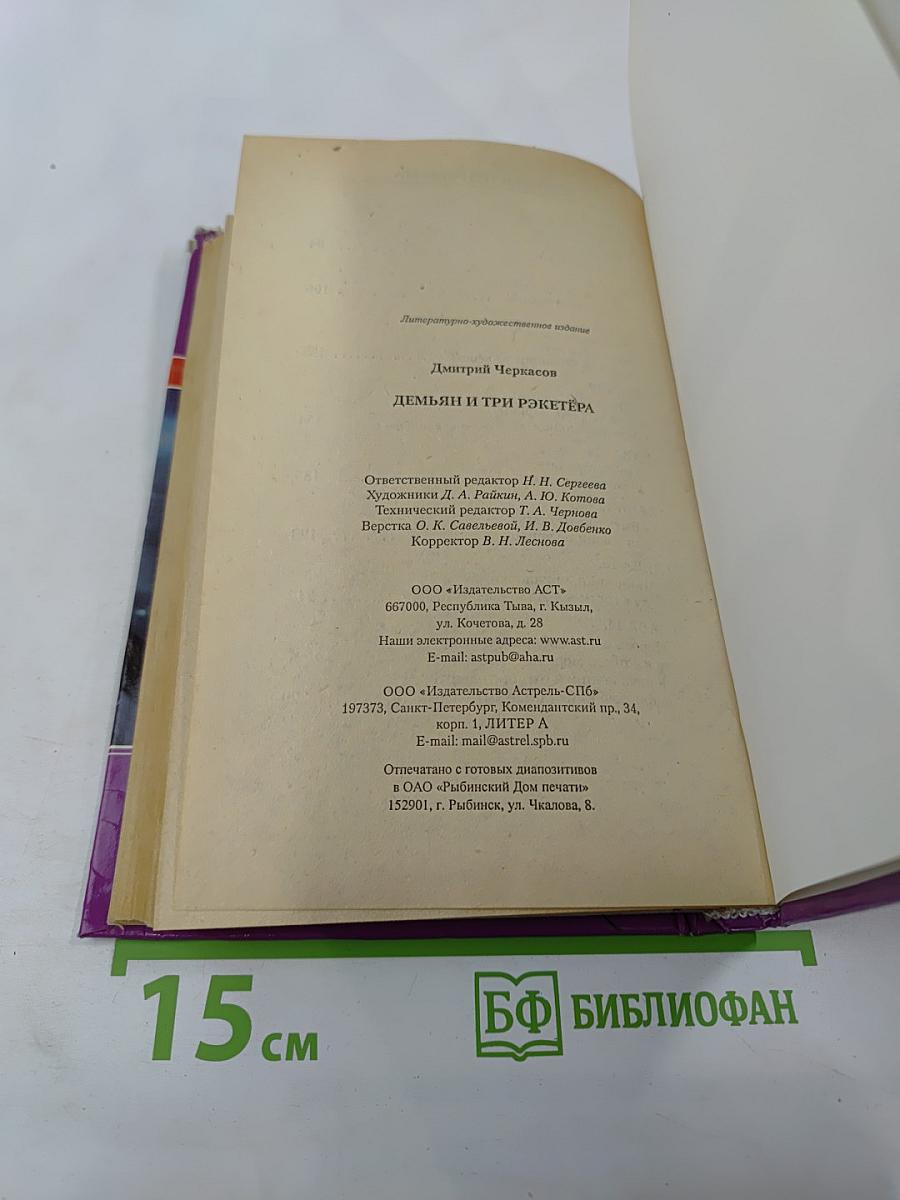 Литературно-художественное издание
Дмитрий Черкасов
ДЕМЬЯН И ТРИ РЭКЕТЁРА
Ответственный редактор Н. Н. Сергеева
Художники Д. А. Райкин, А. Ю. Котова
Технический редактор Т. А. Чернова
Верстка О. К. Савельевой, И. В. Довбенко
Корректор В. Н. Леснова
ООО «Издательство АСТ»
667000, Республика Тыва, г. Кызыл,
ул. Кочетова, д. 28
Наши электронные адреса: www.ast.ru
E-mail: astpub@aha.ru
ООО «Издательство Астрель-СПб»
197373, Санкт-Петербург, Комендантский пр., 34,
корп. 1, ЛИТЕР А
E-mail: mail@astrel.spb.ru
Отпечатано с готовых диапозитивов
в ОАО «Рыбинский Дом печати»
152901, г. Рыбинск, ул. Чкалова, 8.
15 см
БФ БИБЛИОФАН